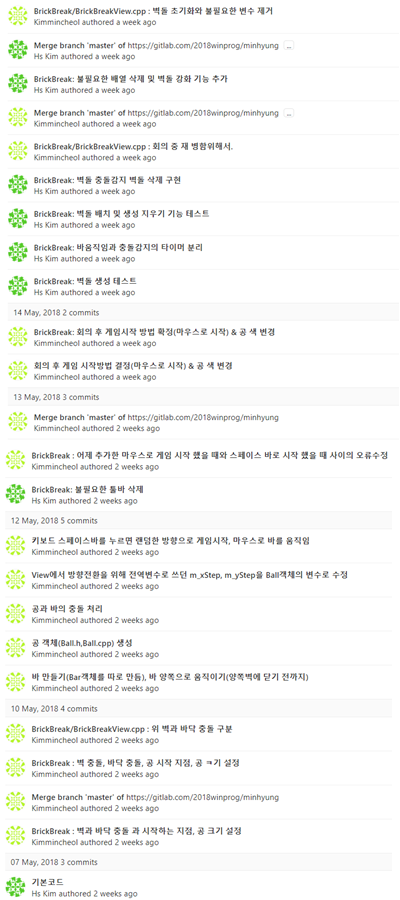 BrickBreak/BrickBreakView.cpp : 벽돌 초기화와 불필요한 변수 제거
Kimmincheol authored a week ago
Merge branch 'master' of https://gitlab.com/2018winprog/minhyung ...
Hs Kim authored a week ago
BrickBreak: 불필요한 배열 삭제 및 벽돌 강화 기능 추가
Hs Kim authored a week ago
Merge branch 'master' of https://gitlab.com/2018winprog/minhyung ...
Kimmincheol authored a week ago
BrickBreak/BrickBreakView.cpp : 회의 중 재 병합위해서.
Kimmincheol authored a week ago
BrickBreak: 벽돌 충돌감지 벽돌 삭제 구현
Hs Kim authored a week ago
BrickBreak: 벽돌 배치 및 생성 지우기 기능 테스트
Hs Kim authored a week ago
BrickBreak: 바움직임과 충돌감지의 타이머 분리
Hs Kim authored a week ago
BrickBreak: 벽돌 생성 테스트
Hs Kim authored a week ago
14 May, 2018 2 commits
BrickBreak: 회의 후 게임시작 방법 확정(마우스로 시작) & 공 색 변경
Kimmincheol authored a week ago
회의 후 게임 시작방법 결정(마우스로 시작) & 공 색 변경
Kimmincheol authored a week ago
13 May, 2018 3 commits
Merge branch 'master' of https://gitlab.com/2018winprog/minhyung
Kimmincheol authored 2 weeks ago
BrickBreak : 어제 추가한 마우스로 게임 시작 했을 때와 스페이스 바로 시작 했을 때 사이의 오류수정
Kimmincheol authored 2 weeks ago
BrickBreak: 불필요한 툴바 삭제
Hs Kim authored 2 weeks ago
12 May, 2018 5 commits
키보드 스페이스바를 누르면 랜덤한 방향으로 게임시작, 마우스로 바를 움직임
Kimmincheol authored 2 weeks ago
View에서 방향전환을 위해 전역변수로 쓰던 m_xStep, m_yStep을 Ball객체의 변수로 수정
Kimmincheol authored 2 weeks ago
공과 바의 충돌 처리
Kimmincheol authored 2 weeks ago
공 객체(Ball.h,Ball.cpp) 생성
Kimmincheol authored 2 weeks ago
바 만들기(Bar객체를 따로 만듬), 바 양쪽으로 움직이기(양쪽벽에 닫기 전까지)
Kimmincheol authored 2 weeks ago
10 May, 2018 4 commits
BrickBreak/BrickBreakView.cpp : 위 벽과 바닥 충돌 구분
Kimmincheol authored 2 weeks ago
BrickBreak : 벽 충돌, 바닥 충돌, 공 시작 지점, 공 ㅋ기 설정
Kimmincheol authored 2 weeks ago
Merge branch 'master' of https://gitlab.com/2018winprog/minhyung
Kimmincheol authored 2 weeks ago
BrickBreak : 벽과 바닥 충돌 과 시작하는 지점, 공 크기 설정
Kimmincheol authored 2 weeks ago
07 May, 2018 3 commits
기본코드
Hs Kim authored 2 weeks ago